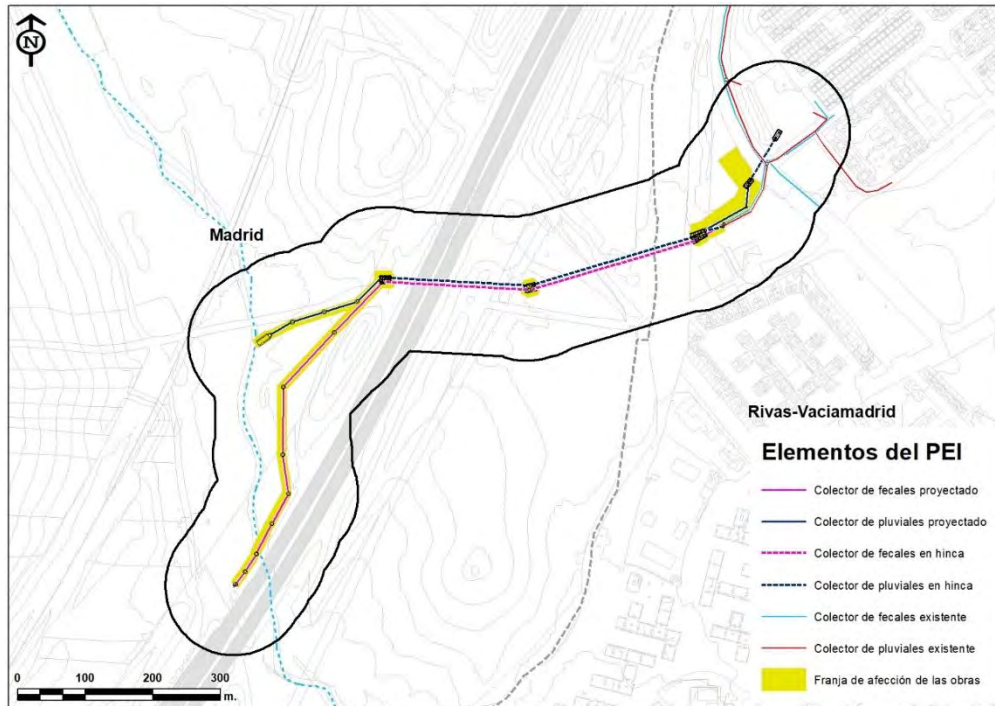 N
Madrid
Rivas-Vaciamadrid
Elementos del PEI
Colector de fecales proyectado
Colector de pluviales proyectado
Colector de fecales en hinca
Colector de pluviales en hinca
Colector de fecales existente
Colector de pluviales existente
Franja de afección de las obras
0 100 200 300
m.